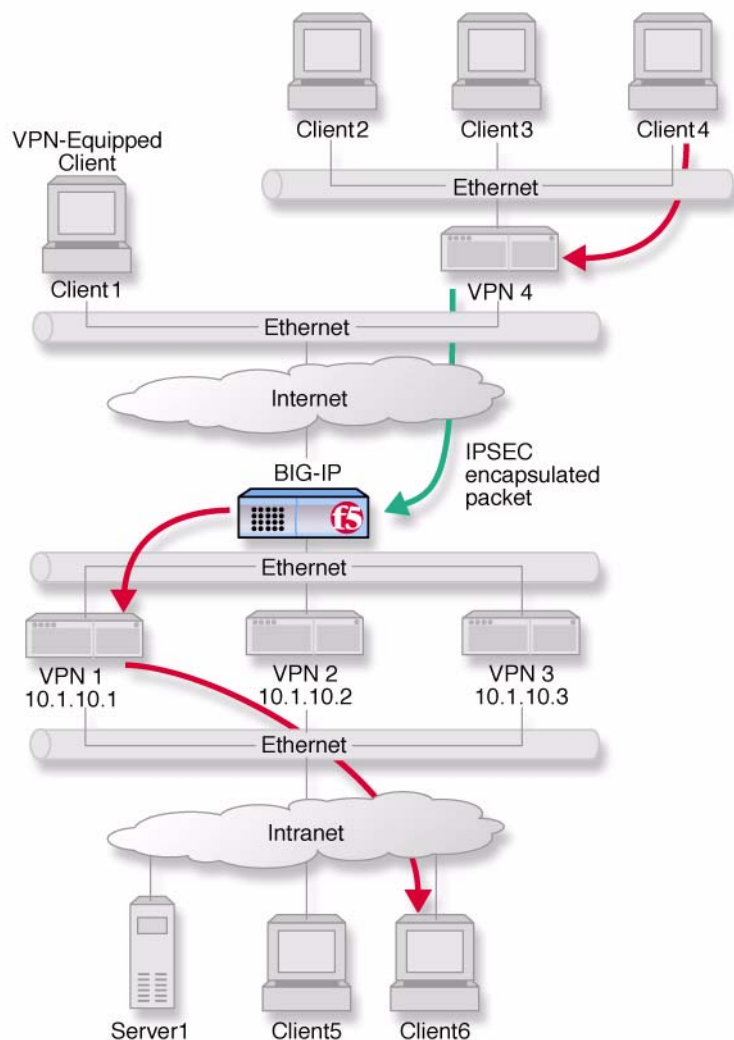 Client2
Client3
Client4
VPN-Equipped
Client
Ethernet
Client1
VPN 4
Ethernet
Internet
BIG-IP
IPSEC
encapsulated
packet
f5
Ethernet
VPN 1
10.1.10.1
VPN 2
10.1.10.2
VPN 3
10.1.10.3
Ethernet
Intranet
Server1
Client5
Client6